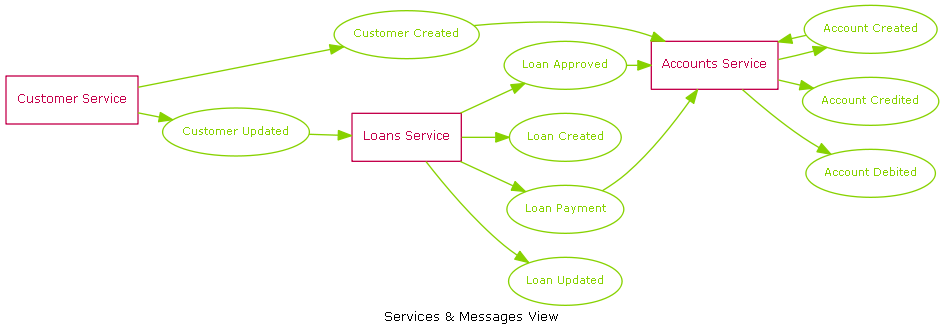 Customer Created
Account Created
Loan Approved
Accounts Service
Customer Service
Account Credited
Customer Updated
Loans Service
Loan Created
Account Debited
Loan Payment
Loan Updated
Services & Messages View